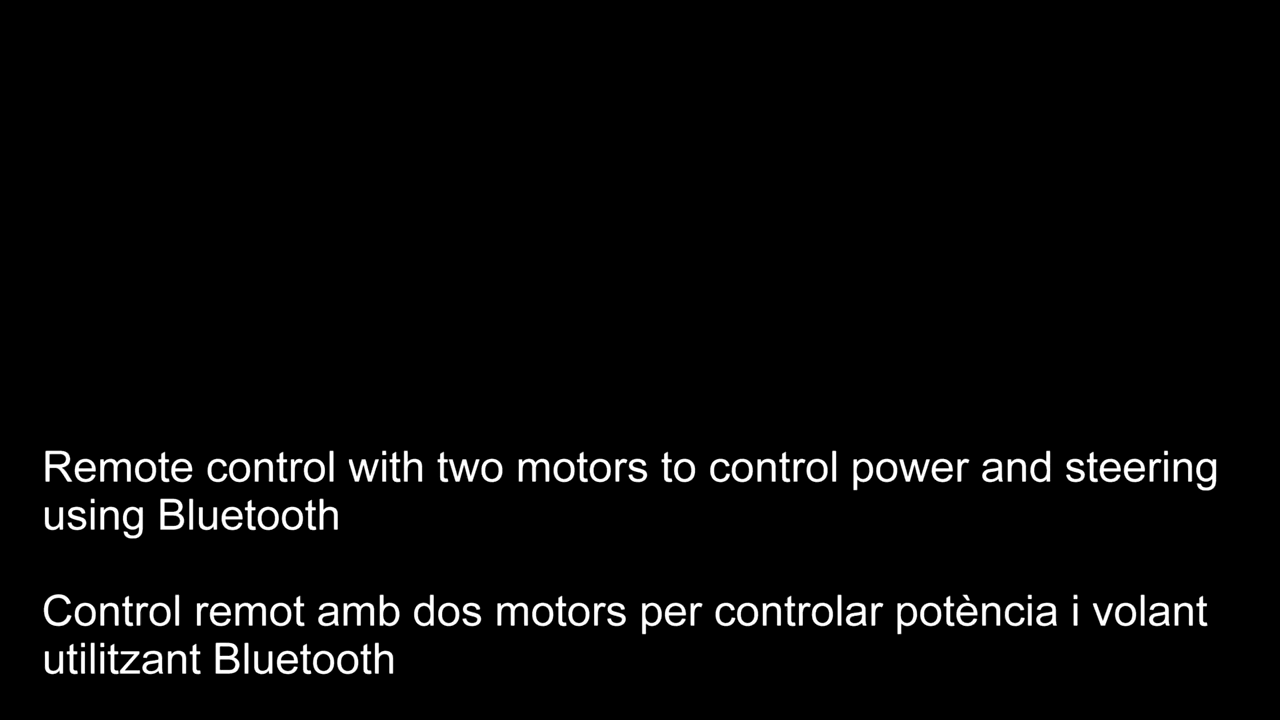 Remote control with two motors to control power and steering
using Bluetooth
Control remot amb dos motors per controlar potència i volant
utilitzant Bluetooth